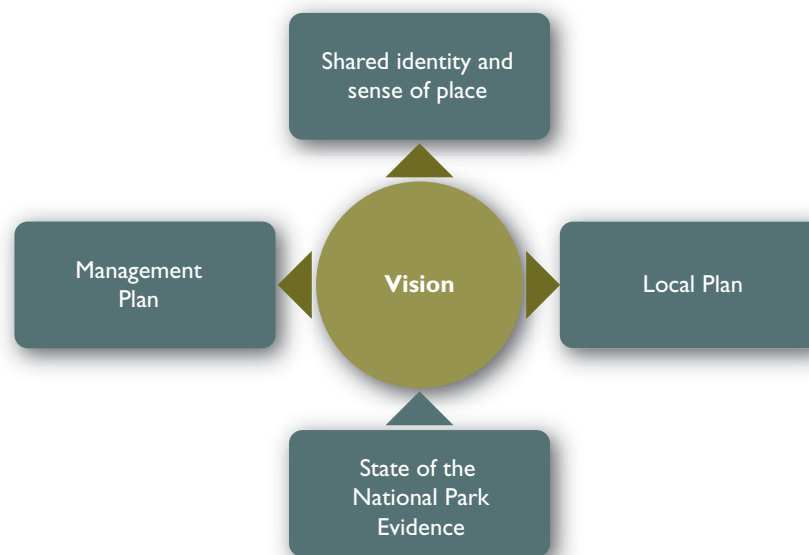 Shared identity and
sense of place
Management
Plan
Vision
Local Plan
State of the
National Park
Evidence